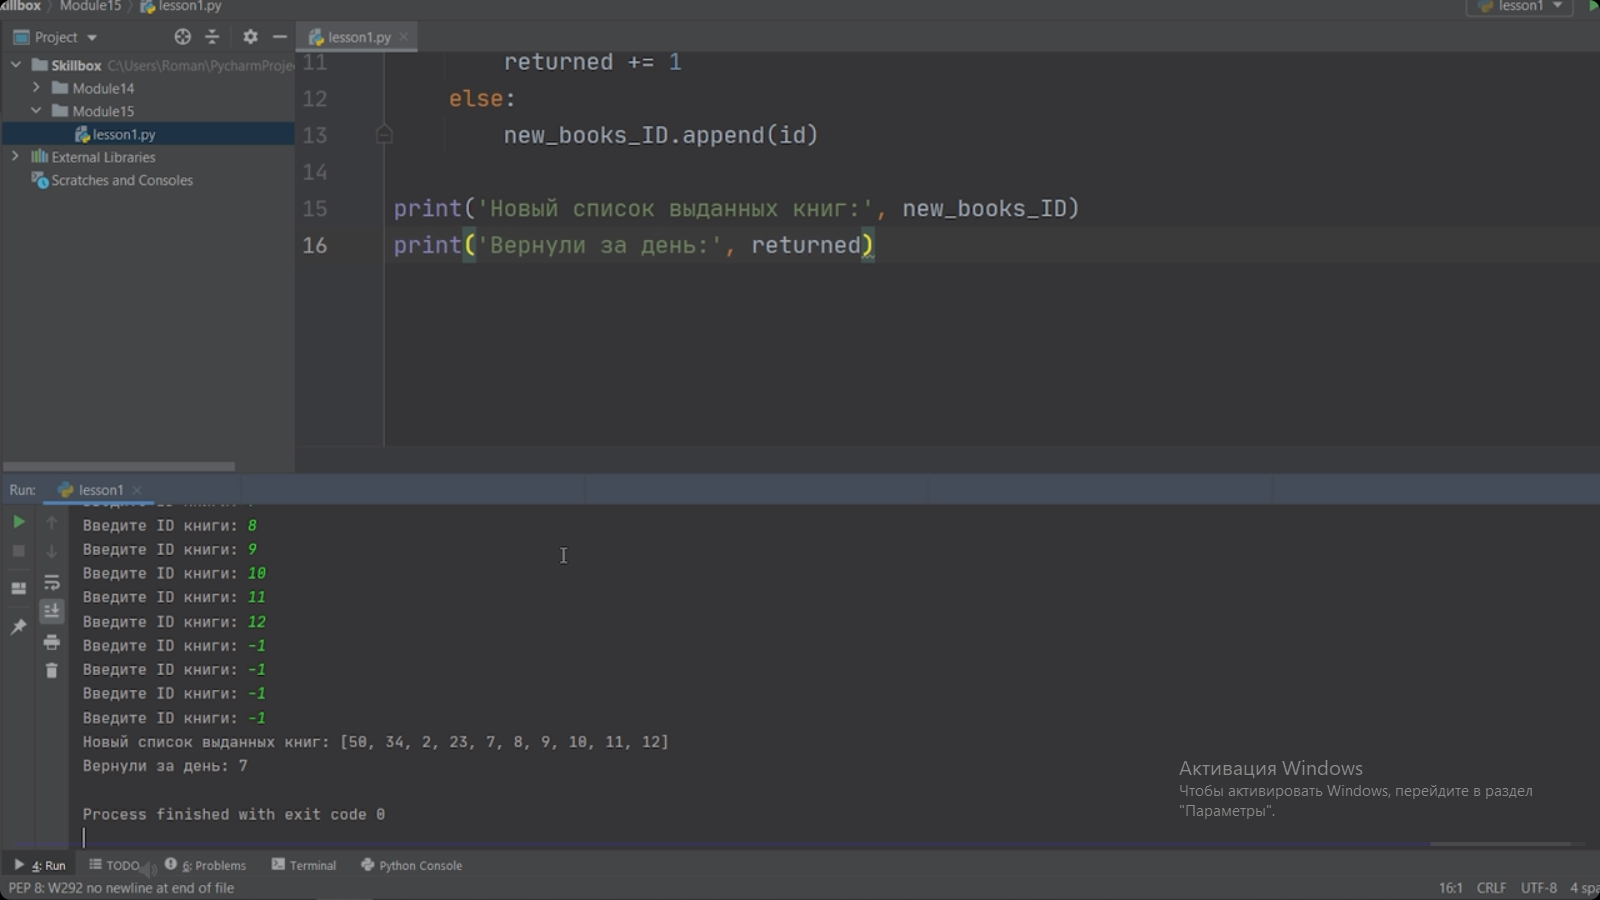 illbox Module15 lesson1.py lesson1
Project lesson1.py
Skillbox C:\Users\Roman\PycharmProje
Module14
Module15
lesson1.py
External Libraries
Scratches and Consoles
11 returned += 1
12 else:
13 new_books_ID.append(id)
14
15 print('Новый список выданных книг:', new_books_ID)
16 print('Вернули за день:', returned)
Run: lesson1
Введите ID книги: 8
Введите ID книги: 9
Введите ID книги: 10
Введите ID книги: 11
Введите ID книги: 12
Введите ID книги: -1
Введите ID книги: -1
Введите ID книги: -1
Введите ID книги: -1
Новый список выданных книг: [50, 34, 2, 23, 7, 8, 9, 10, 11, 12]
Вернули за день: 7
Process finished with exit code 0
Активация Windows
Чтобы активировать Windows, перейдите в раздел
"Параметры".
4: Run TODO 6: Problems Terminal Python Console
PEP 8: W292 no newline at end of file 16:1 CRLF UTF-8 4 spa